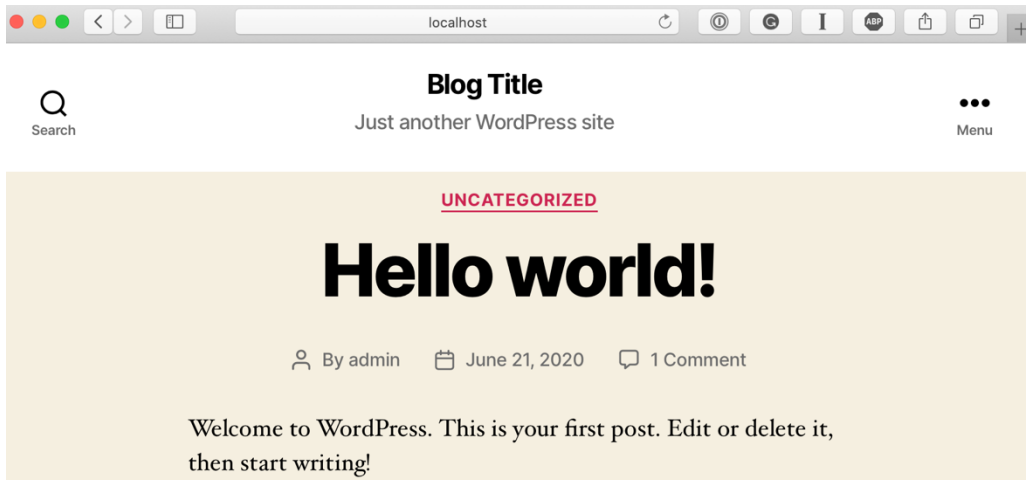 localhost
ABP
Blog Title
Just another WordPress site
Search
Menu
UNCATEGORIZED
Hello world!
By admin June 21, 2020 1 Comment
Welcome to WordPress. This is your first post. Edit or delete it,
then start writing!